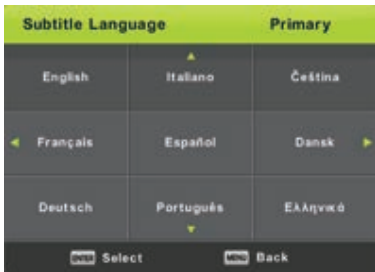 Subtitle Language Primary
English Italiano Čeština
Français Español Dansk
Deutsch Português Ελληνικά
ENTER Select MENU Back